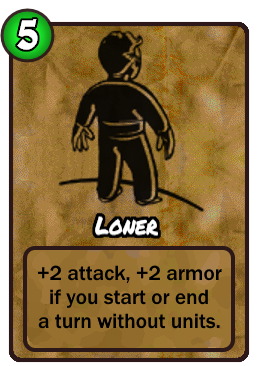 5
Loner
+2 attack, +2 armor
if you start or end
a turn without units.